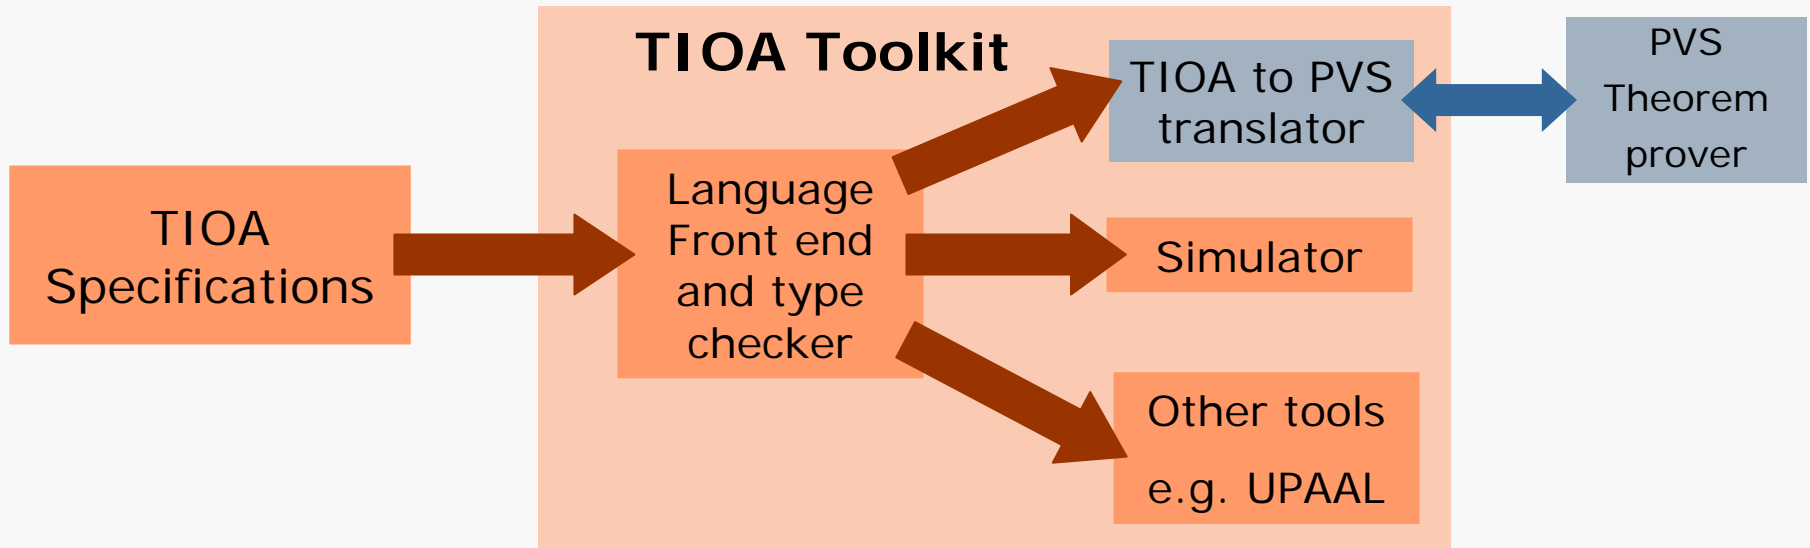 TIOA Toolkit
TIOA
Specifications
Language
Front end
and type
checker
TIOA to PVS
translator
Simulator
Other tools
e.g. UPAAL
PVS
Theorem
prover